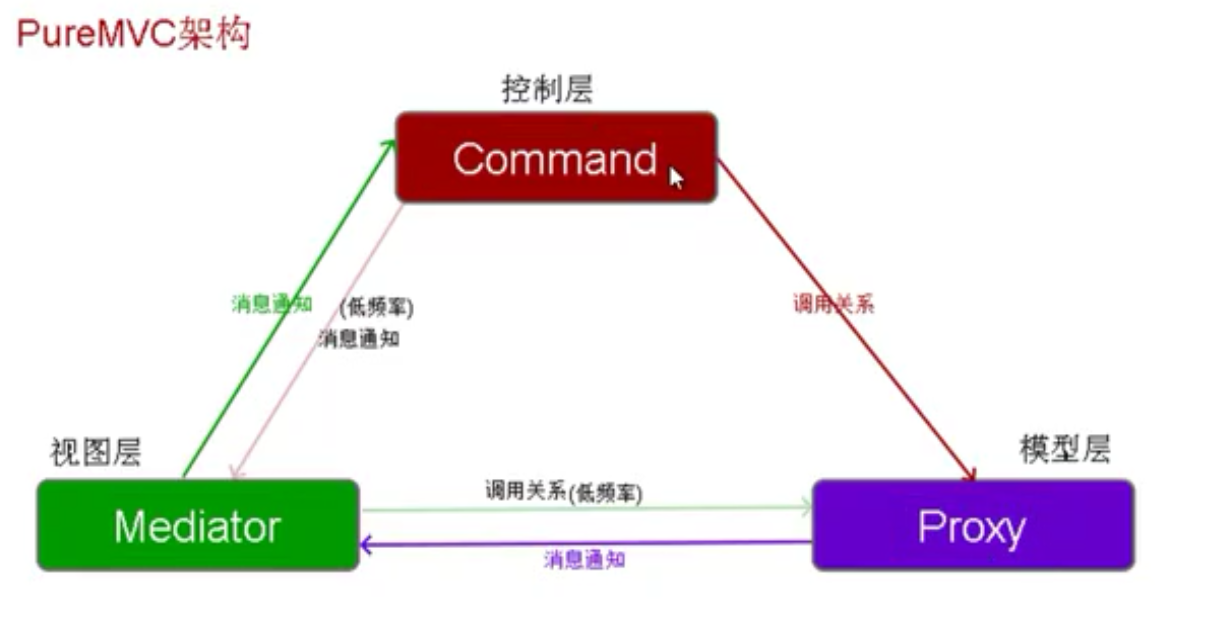 PureMVC架构
控制层
Command
消息通知
(低频率)
消息通知
调用关系
视图层
模型层
Mediator
调用关系(低频率)
Proxy
消息通知